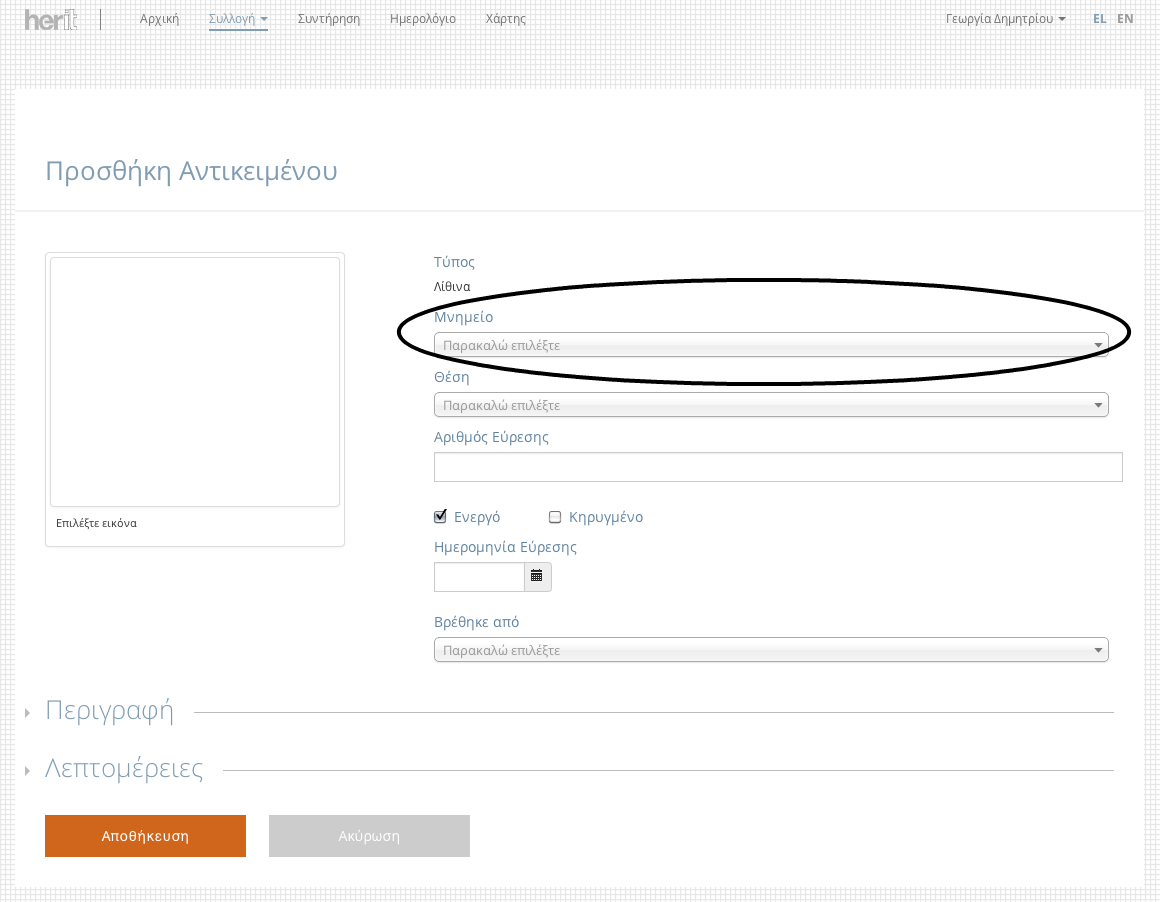 herit Αρχική Συλλογή Συντήρηση Ημερολόγιο Χάρτης Γεωργία Δημητρίου EL EN
Προσθήκη Αντικειμένου
Τύπος
Λίθινα
Μνημείο
Παρακαλώ επιλέξτε
Θέση
Παρακαλώ επιλέξτε
Αριθμός Εύρεσης
Επιλέξτε εικόνα
Ενεργό Κηρυγμένο
Ημερομηνία Εύρεσης
Βρέθηκε από
Παρακαλώ επιλέξτε
Περιγραφή
Λεπτομέρειες
Αποθήκευση Ακύρωση